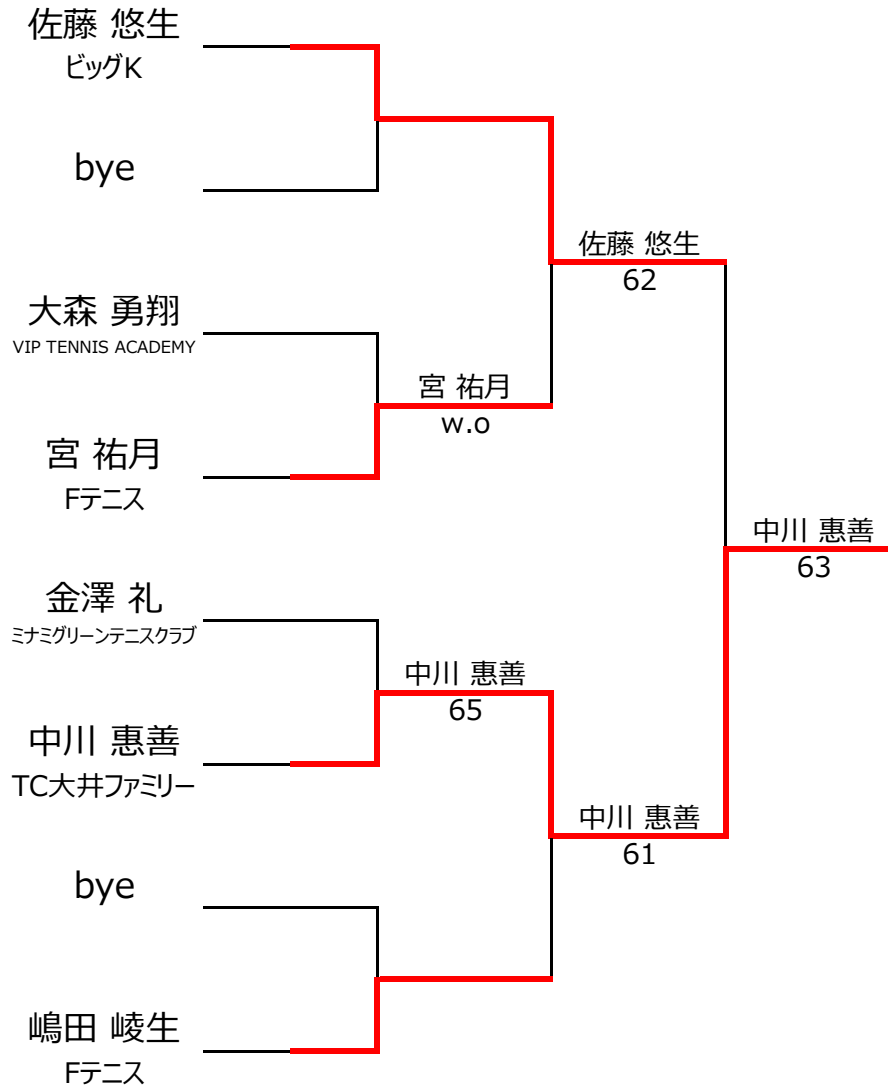 佐藤 悠生
ビッグK
bye
佐藤 悠生
62
大森 勇翔
VIP TENNIS ACADEMY
宮 祐月
w.o
宮 祐月
Fテニス
中川 惠善
63
金澤 礼
ミナミグリーンテニスクラブ
中川 惠善
65
中川 惠善
TC大井ファミリー
中川 惠善
61
bye
嶋田 崚生
Fテニス